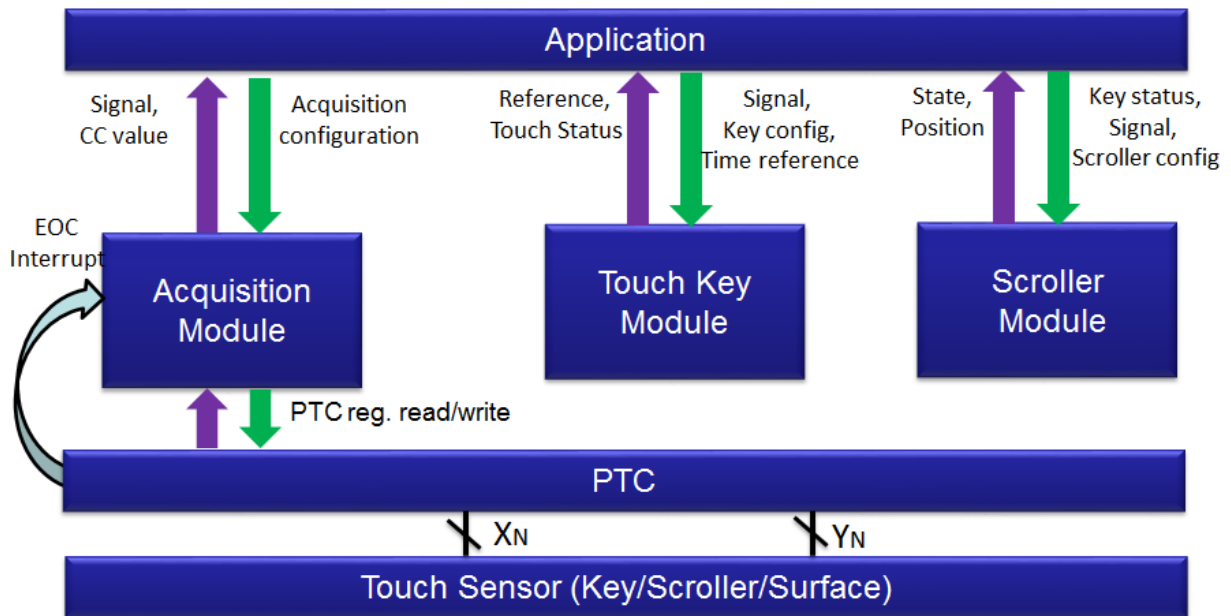 Application
Signal,
CC value
Acquisition
configuration
Reference,
Touch Status
Signal,
Key config,
Time reference
State,
Position
Key status,
Signal,
Scroller config
EOC
Interrupt
Acquisition
Module
Touch Key
Module
Scroller
Module
PTC reg. read/write
PTC
XN
YN
Touch Sensor (Key/Scroller/Surface)